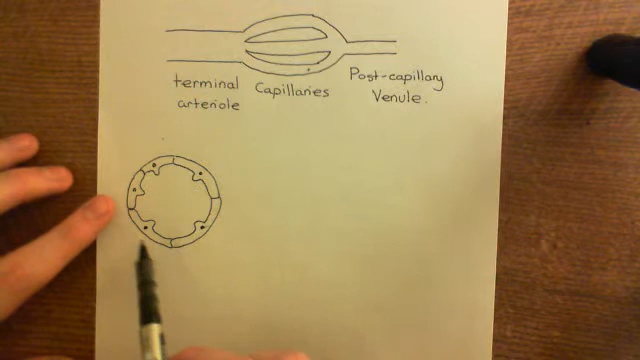 terminal
arteriole
Capillaries
Post-capillary
Venule.